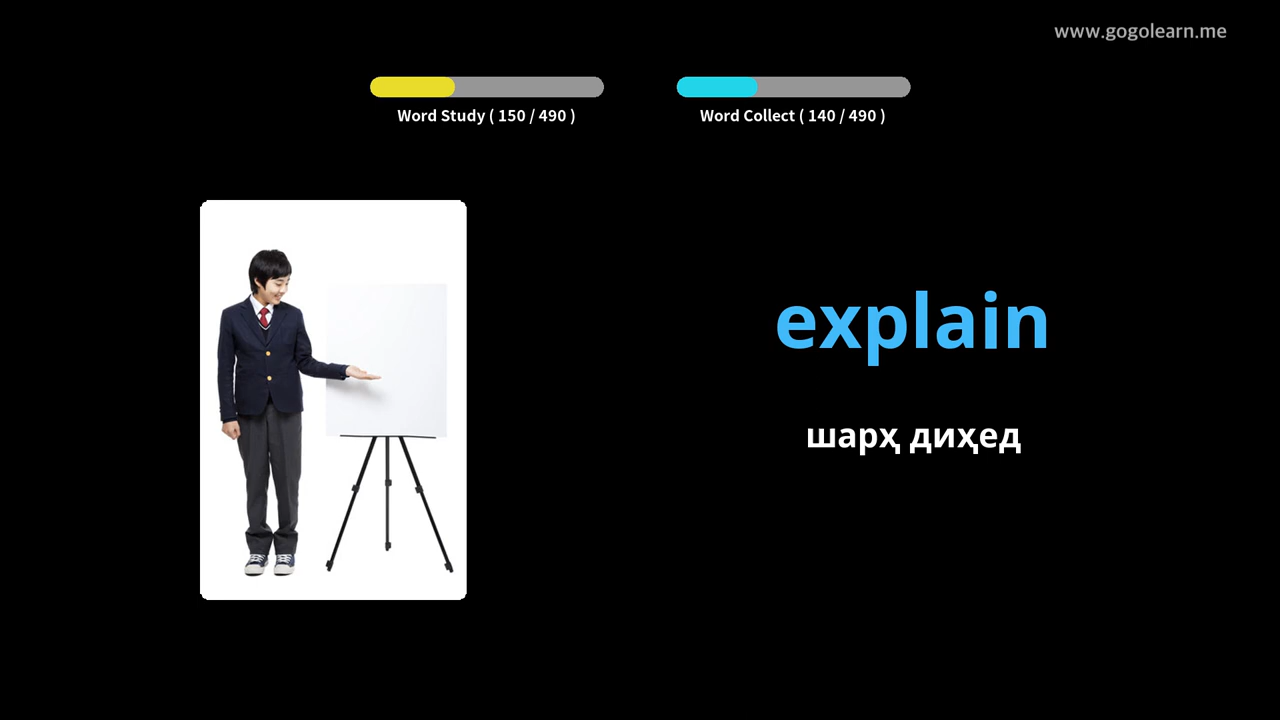 www.gogolearn.me
Word Study ( 150 / 490 )
Word Collect ( 140 / 490 )
explain
шарҳ диҳед